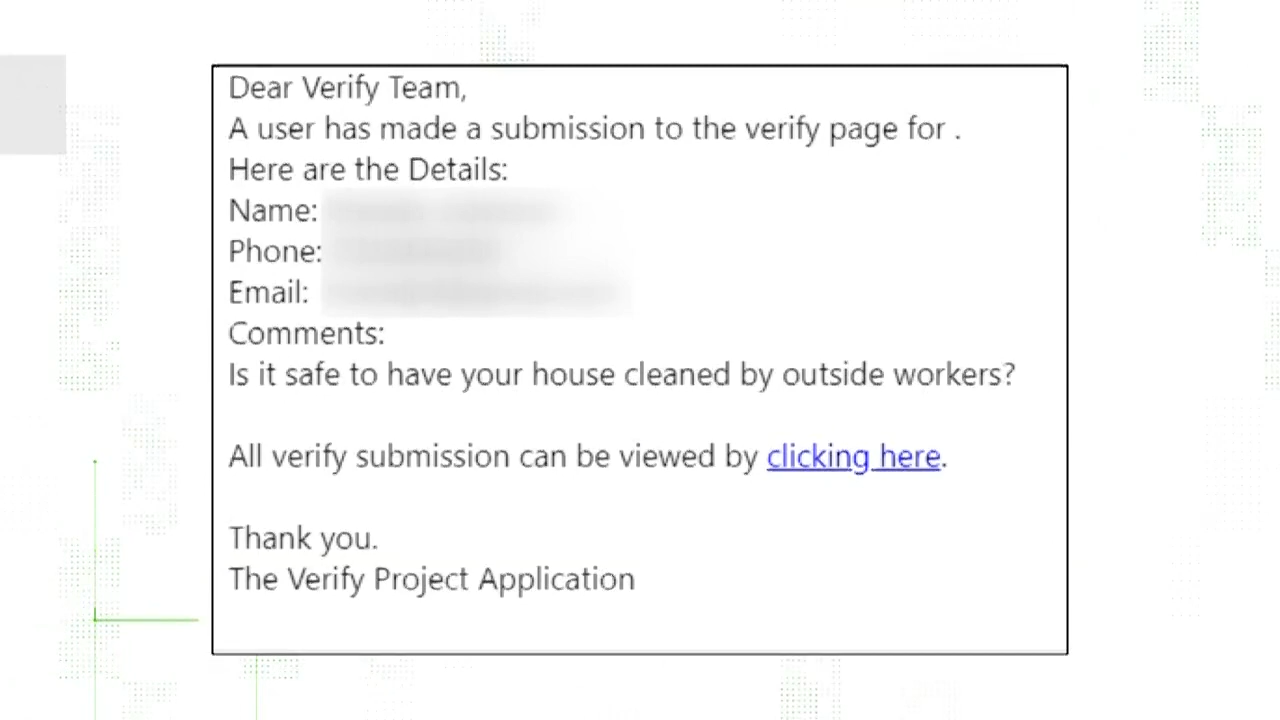 Dear Verify Team,
A user has made a submission to the verify page for .
Here are the Details:
Name:
Phone:
Email:
Comments:
Is it safe to have your house cleaned by outside workers?
All verify submission can be viewed by clicking here.
Thank you.
The Verify Project Application